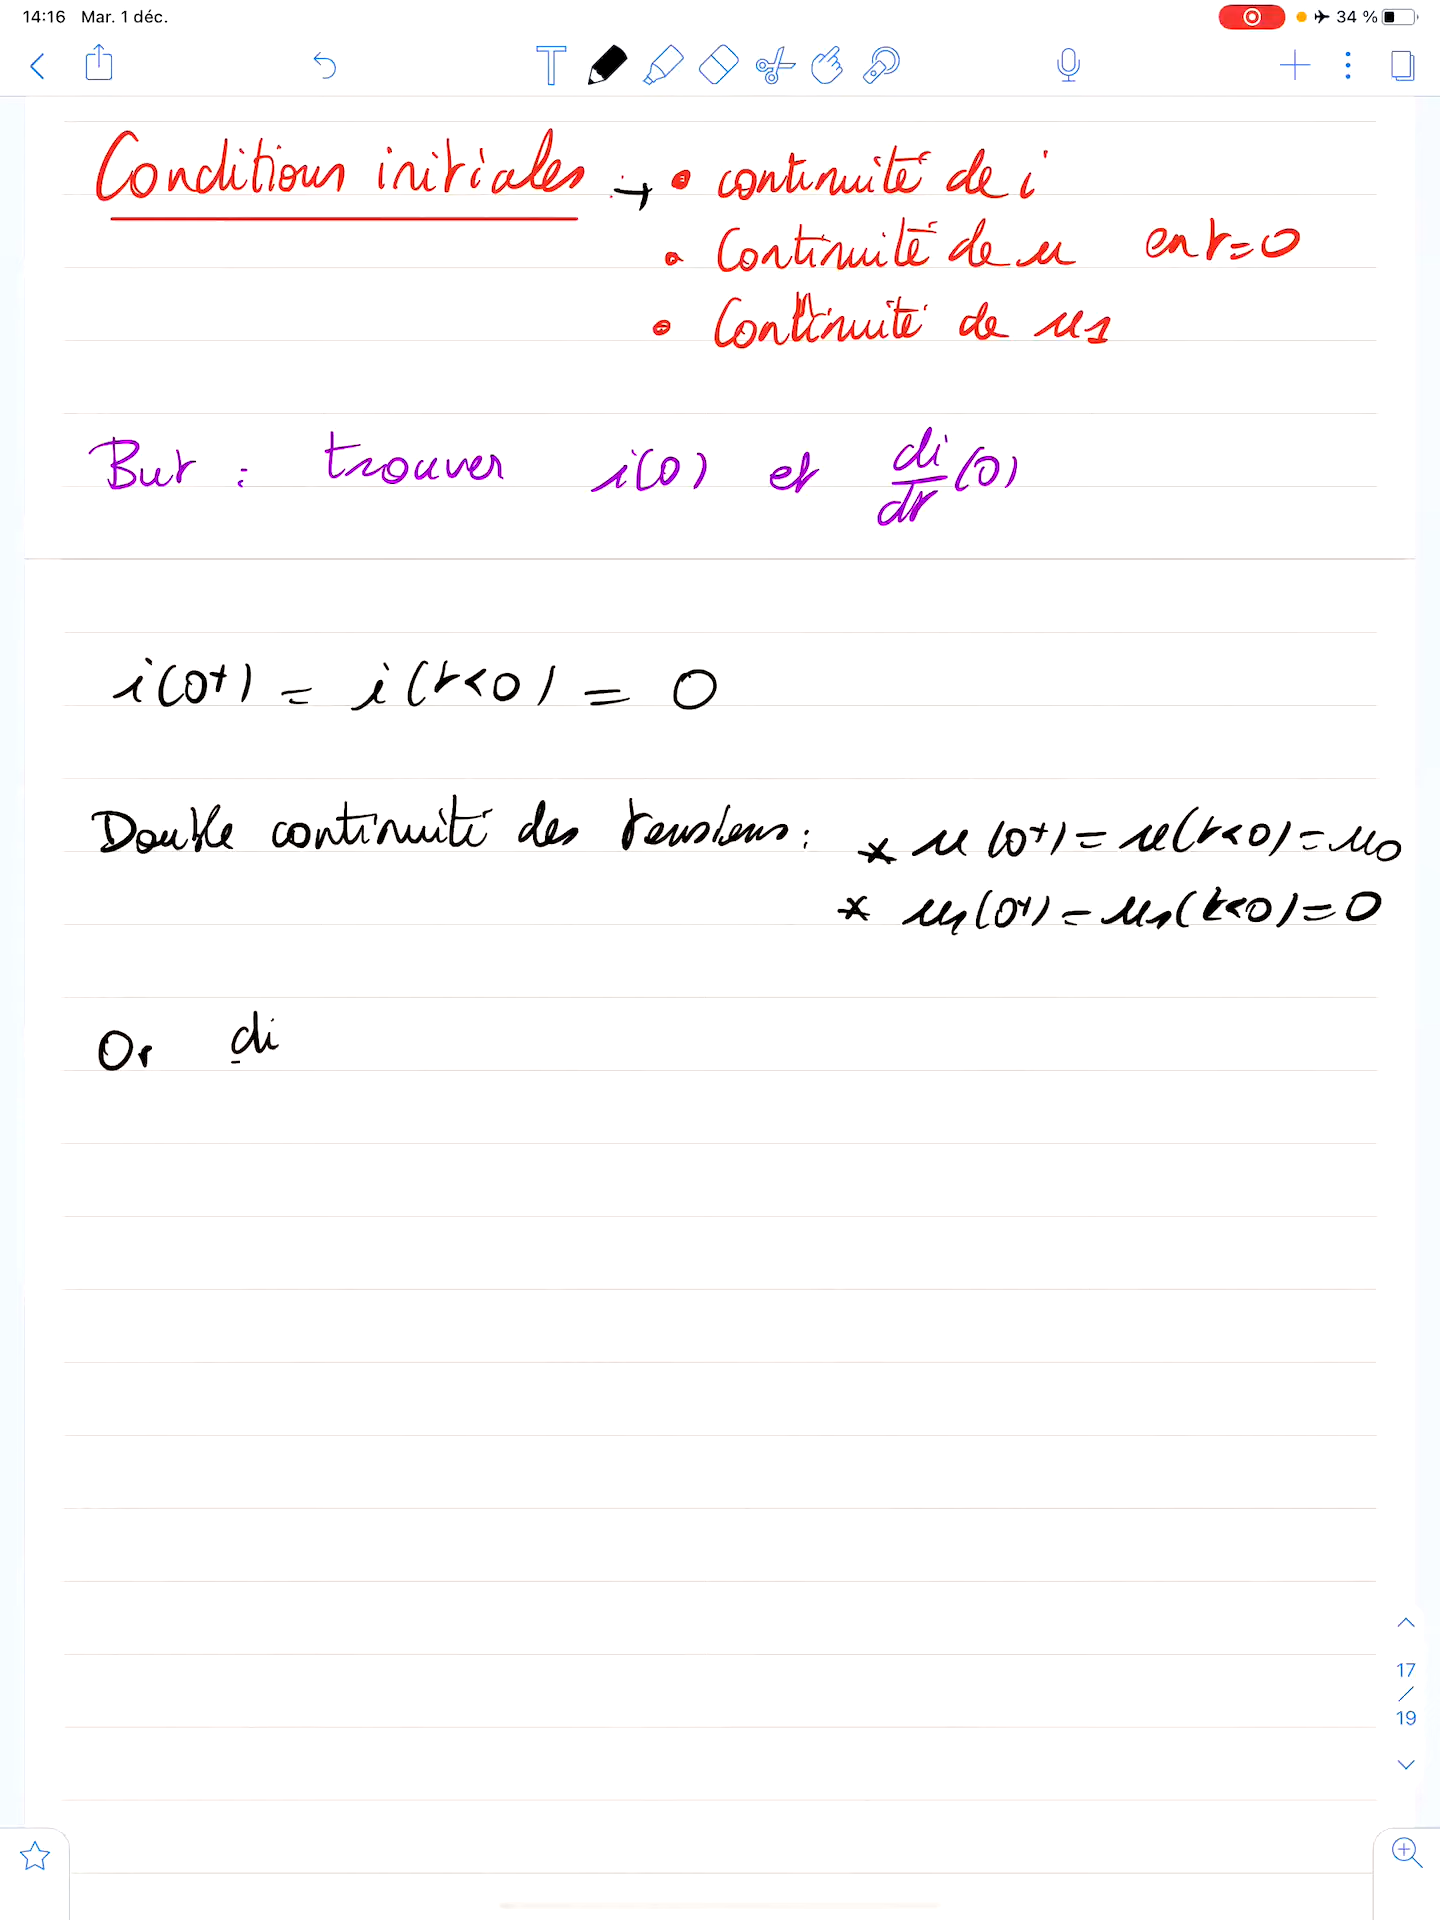 14:16 Mar. 1 déc. 34 %
T
Conditions initiales : → • continuité de i
• Continuité de u en t=0
• Continuité de u1
But : trouver i(0) et di/dt (0)
i(0+) = i(t<0) = 0
Double continuité des tensions : * u(0+) = u(t<0) = u0
* u1(0+) = u1(t<0) = 0
Or di
17
/
19